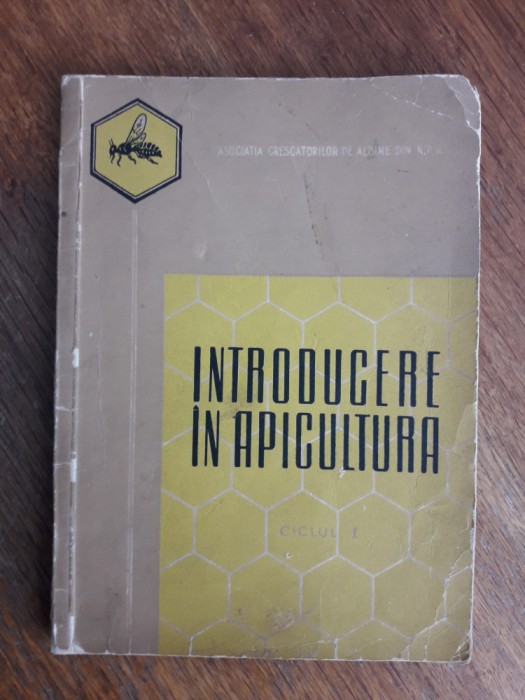 ASOCIAȚIA CRESCĂTORILOR DE ALBINE DIN R.P.R.
INTRODUCERE
ÎN APICULTURA
CICLUL I